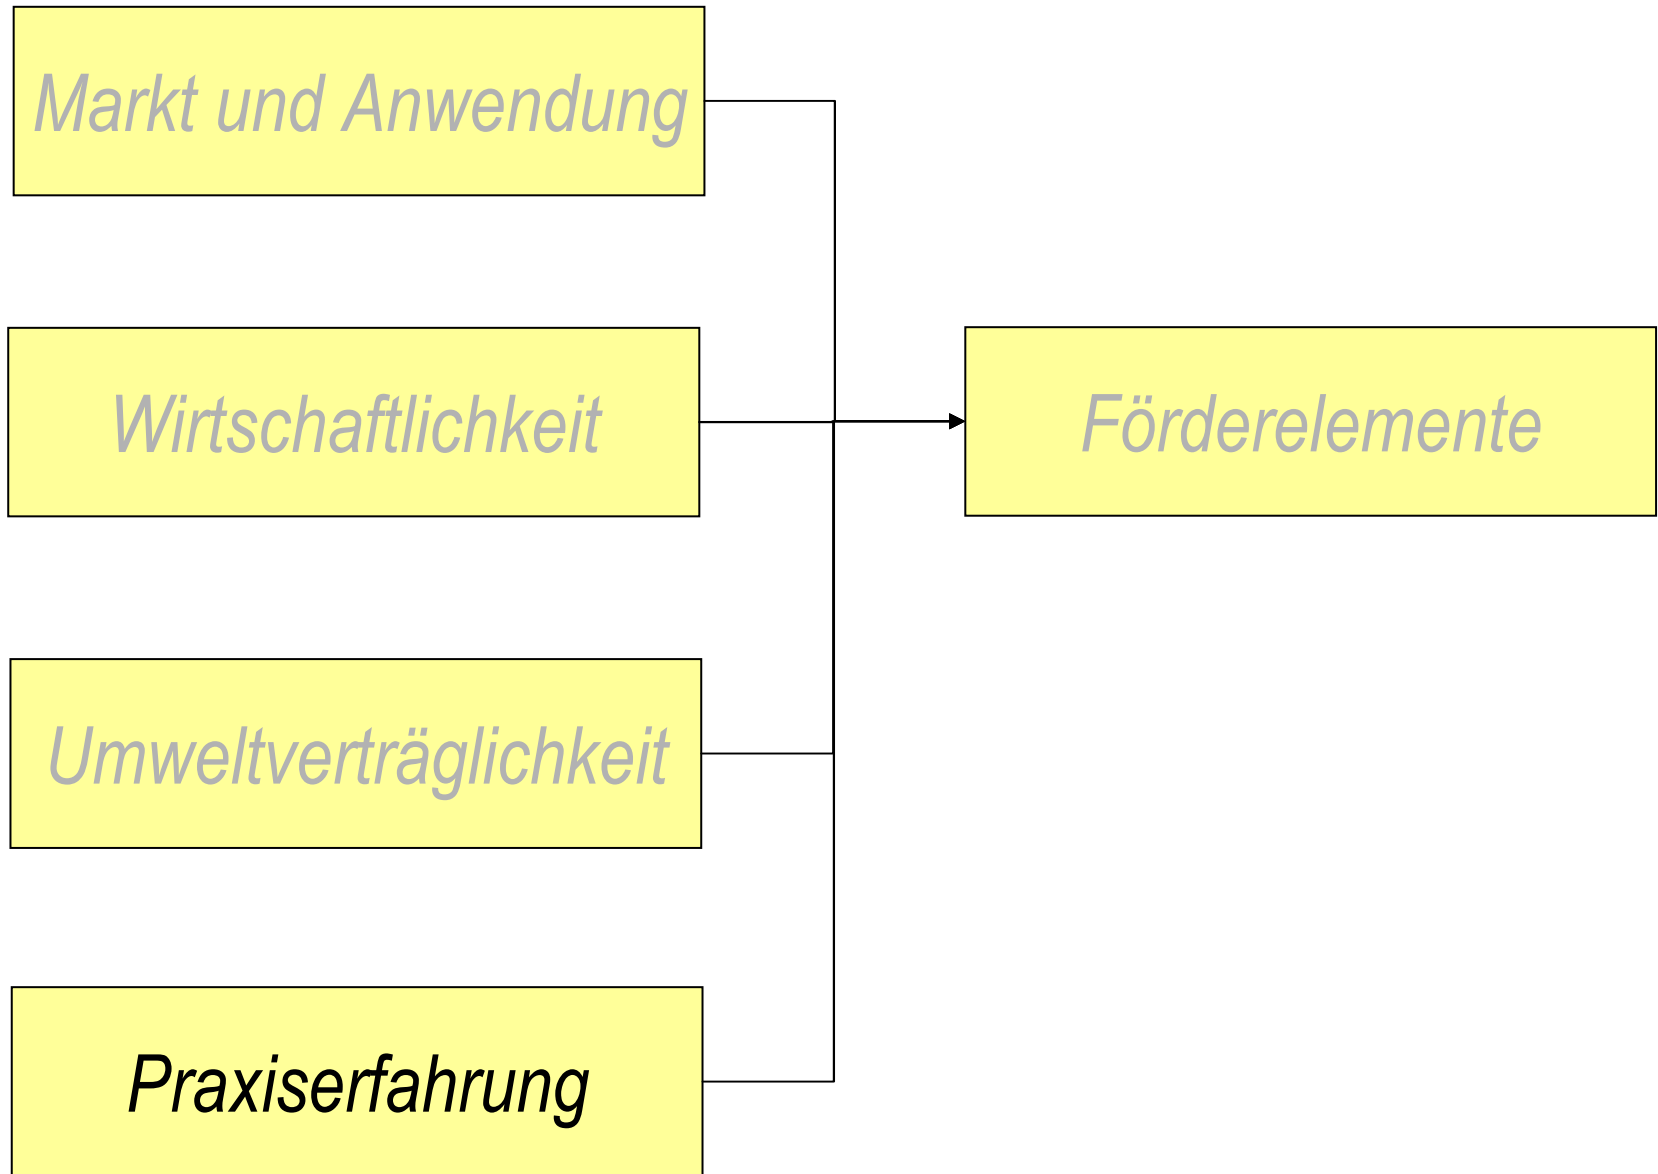 Markt und Anwendung
Wirtschaftlichkeit
Förderelemente
Umweltverträglichkeit
Praxiserfahrung